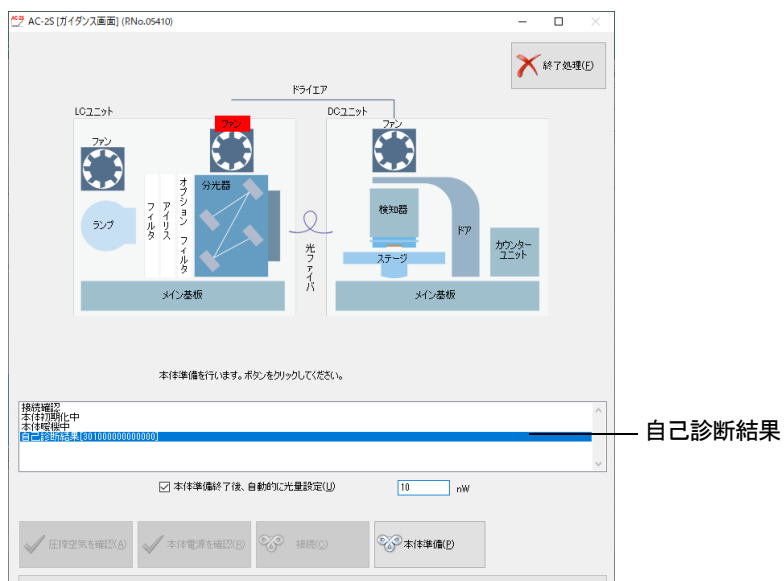 AC-2S [ガイダンス画面] (P.No.05410)
終了処理(F)
ドライエア
LCユニット
DCユニット
ファン
ファン
ファン
分光器
オプション フィルタ
アイリス
フィルタ
ランプ
検知器
ドア
カウンター
ユニット
ステージ
光ファイバ
メイン基板
メイン基板
本体準備を行います。ボタンをクリックしてください。
接続確認
本体初期化中
本体暖機中
自己診断結果[301000000000000]
自己診断結果
本体準備終了後、自動的に光量設定(U)
10
nW
圧搾空気を確認(A)
本体電源を確認(B)
接続(C)
本体準備(P)